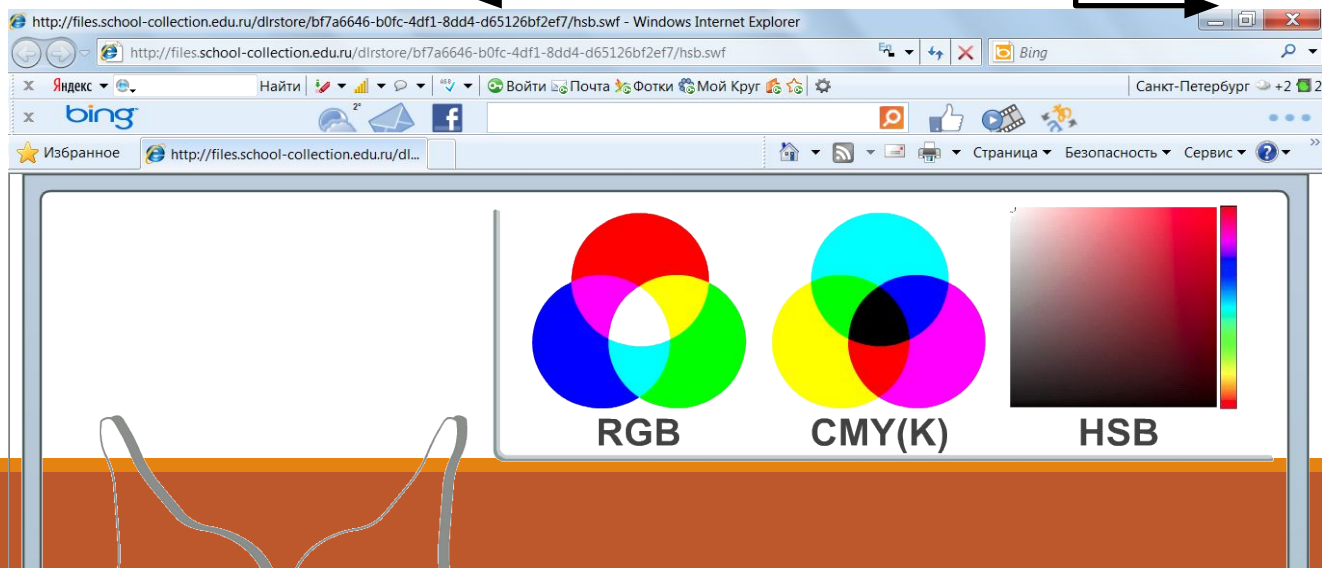 http://files.school-collection.edu.ru/dlrstore/bf7a6646-b0fc-4df1-8dd4-d65126bf2ef7/hsb.swf - Windows Internet Explorer
http://files.school-collection.edu.ru/dlrstore/bf7a6646-b0fc-4df1-8dd4-d65126bf2ef7/hsb.swf Bing
x Яндекс Найти Войти Почта Фотки Мой Круг Санкт-Петербург +2 2
x bing 2°
Избранное http://files.school-collection.edu.ru/dl... Страница Безопасность Сервис
RGB CMY(K) HSB